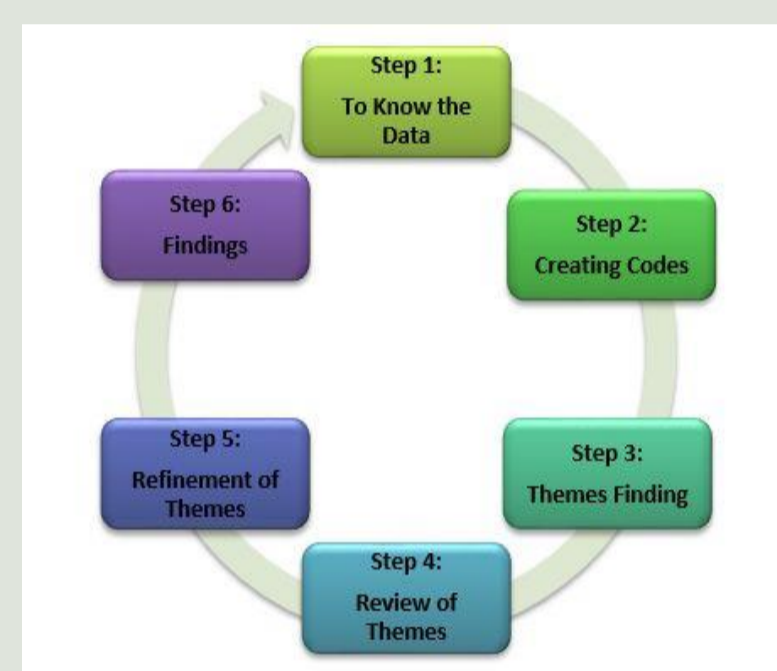 Step 1:
To Know the
Data
Step 2:
Creating Codes
Step 3:
Themes Finding
Step 4:
Review of
Themes
Step 5:
Refinement of
Themes
Step 6:
Findings